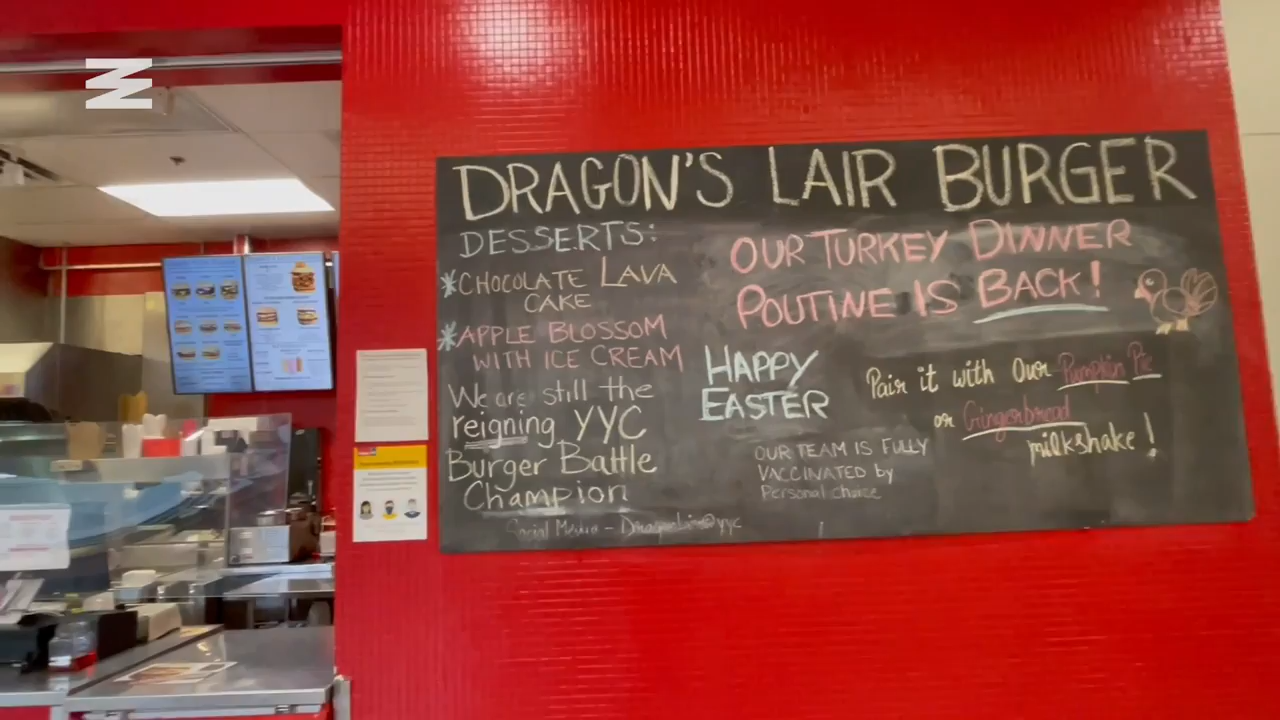 DRAGON'S LAIR BURGER
DESSERTS:
*CHOCOLATE LAVA
CAKE
*APPLE BLOSSOM
WITH ICE CREAM
We are still the
reigning YYC
Burger Battle
Champion
Social Media -
OUR TURKEY DINNER
POUTINE IS BACK!
HAPPY
EASTER
Pair it with Our Pumpkin Pie
or Gingerbread
milkshake!
OUR TEAM IS FULLY
VACCINATED by
Personal choice